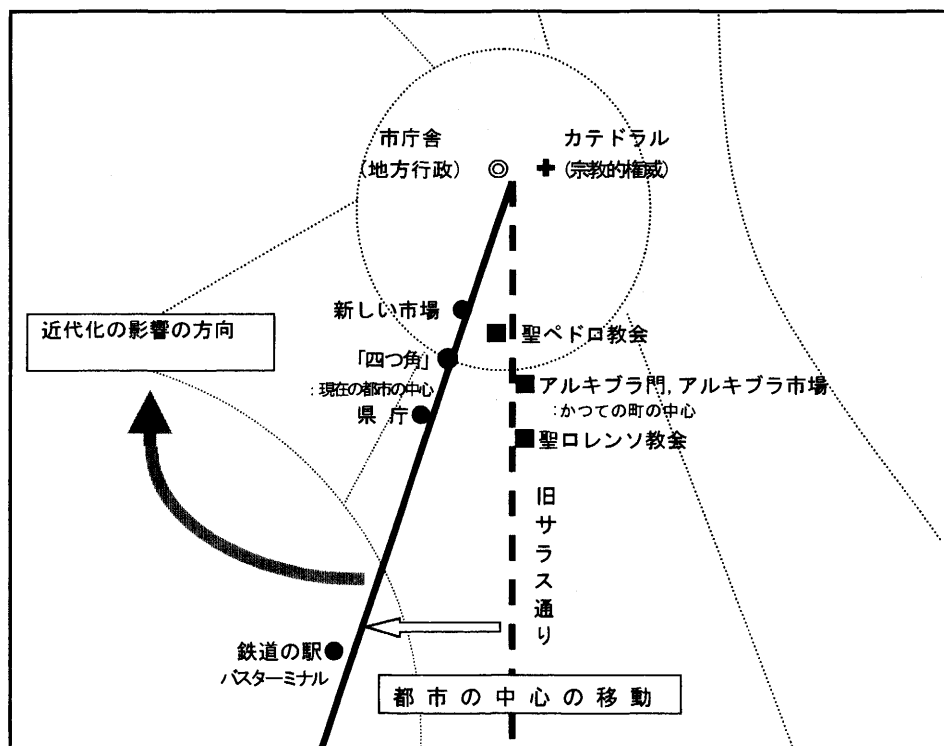 市庁舎
(地方行政)
カテドラル
(宗教的権威)
新しい市場
近代化の影響の方向
聖ペドロ教会
「四つ角」
:現在の都市の中心
アルキブラ門,アルキブラ市場
:かつての町の中心
県 庁
聖ロレンソ教会
旧サラス通り
鉄道の駅
バスターミナル
都 市 の 中 心 の 移 動